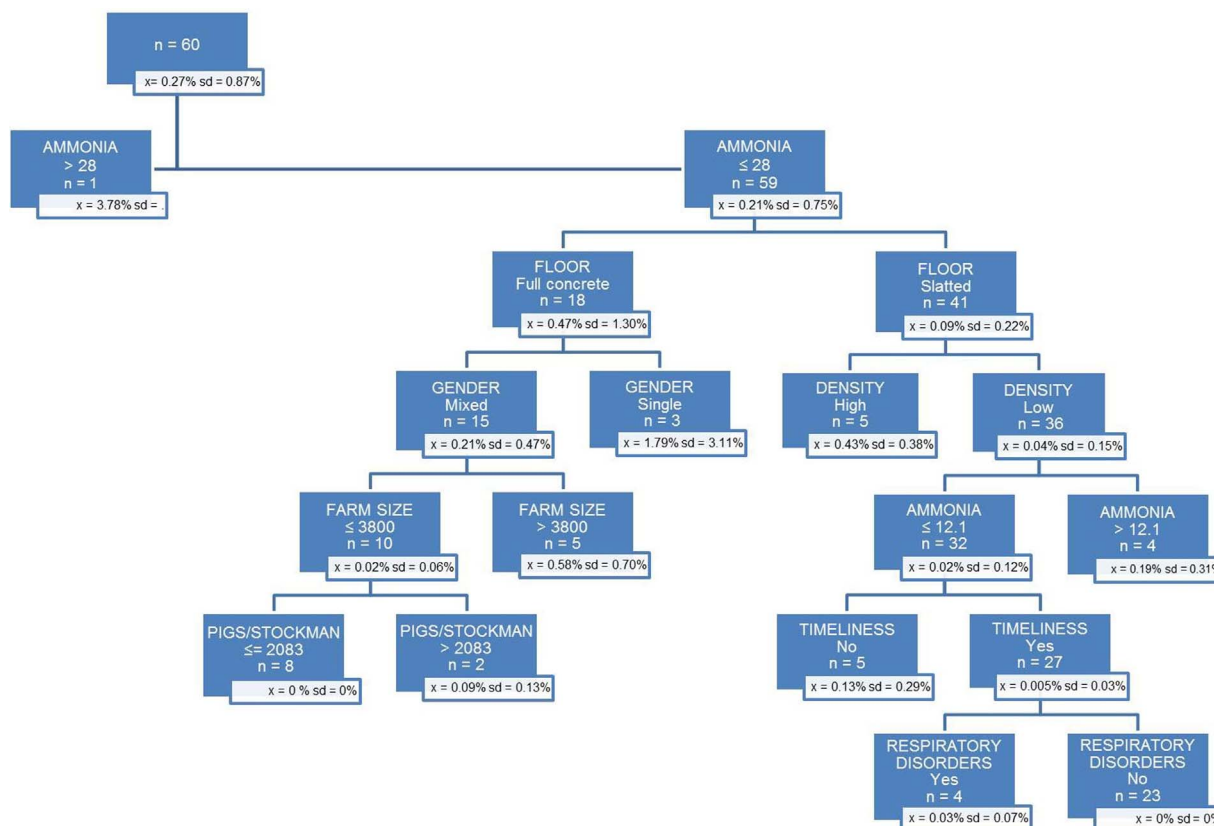 n = 60
x= 0.27% sd = 0.87%
AMMONIA
> 28
n = 1
x = 3.78% sd = .
AMMONIA
≤ 28
n = 59
x = 0.21% sd = 0.75%
FLOOR
Full concrete
n = 18
x = 0.47% sd = 1.30%
FLOOR
Slatted
n = 41
x = 0.09% sd = 0.22%
GENDER
Mixed
n = 15
x = 0.21% sd = 0.47%
GENDER
Single
n = 3
x = 1.79% sd = 3.11%
DENSITY
High
n = 5
x = 0.43% sd = 0.38%
DENSITY
Low
n = 36
x = 0.04% sd = 0.15%
FARM SIZE
≤ 3800
n = 10
x = 0.02% sd = 0.06%
FARM SIZE
> 3800
n = 5
x = 0.58% sd = 0.70%
AMMONIA
≤ 12.1
n = 32
x = 0.02% sd = 0.12%
AMMONIA
> 12.1
n = 4
x = 0.19% sd = 0.31%
PIGS/STOCKMAN
<= 2083
n = 8
x = 0 % sd = 0%
PIGS/STOCKMAN
> 2083
n = 2
x = 0.09% sd = 0.13%
TIMELINESS
No
n = 5
x = 0.13% sd = 0.29%
TIMELINESS
Yes
n = 27
x = 0.005% sd = 0.03%
RESPIRATORY
DISORDERS
Yes
n = 4
x = 0.03% sd = 0.07%
RESPIRATORY
DISORDERS
No
n = 23
x = 0% sd = 0%